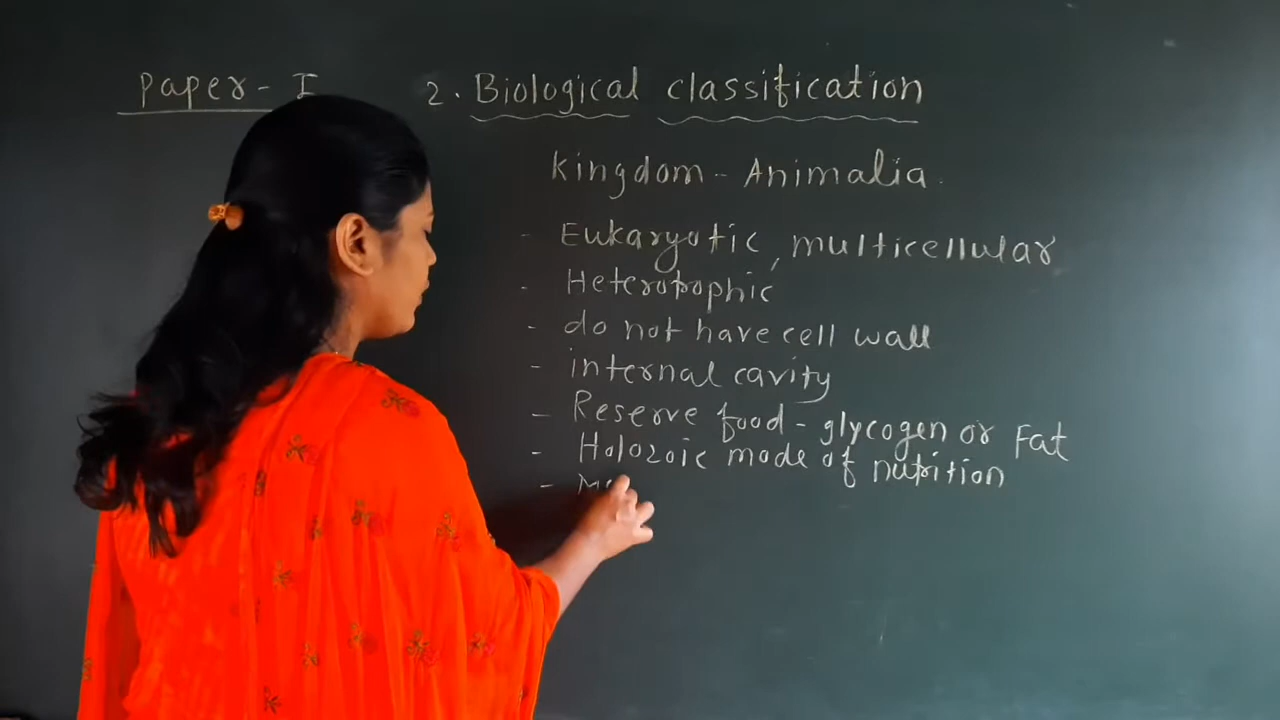 Paper - I
2. Biological classification
Kingdom - Animalia.
- Eukaryotic, multicellular
- Heterotrophic
- do not have cell wall
- internal cavity
- Reserve food - glycogen or Fat
- Holozoic mode of nutrition
-